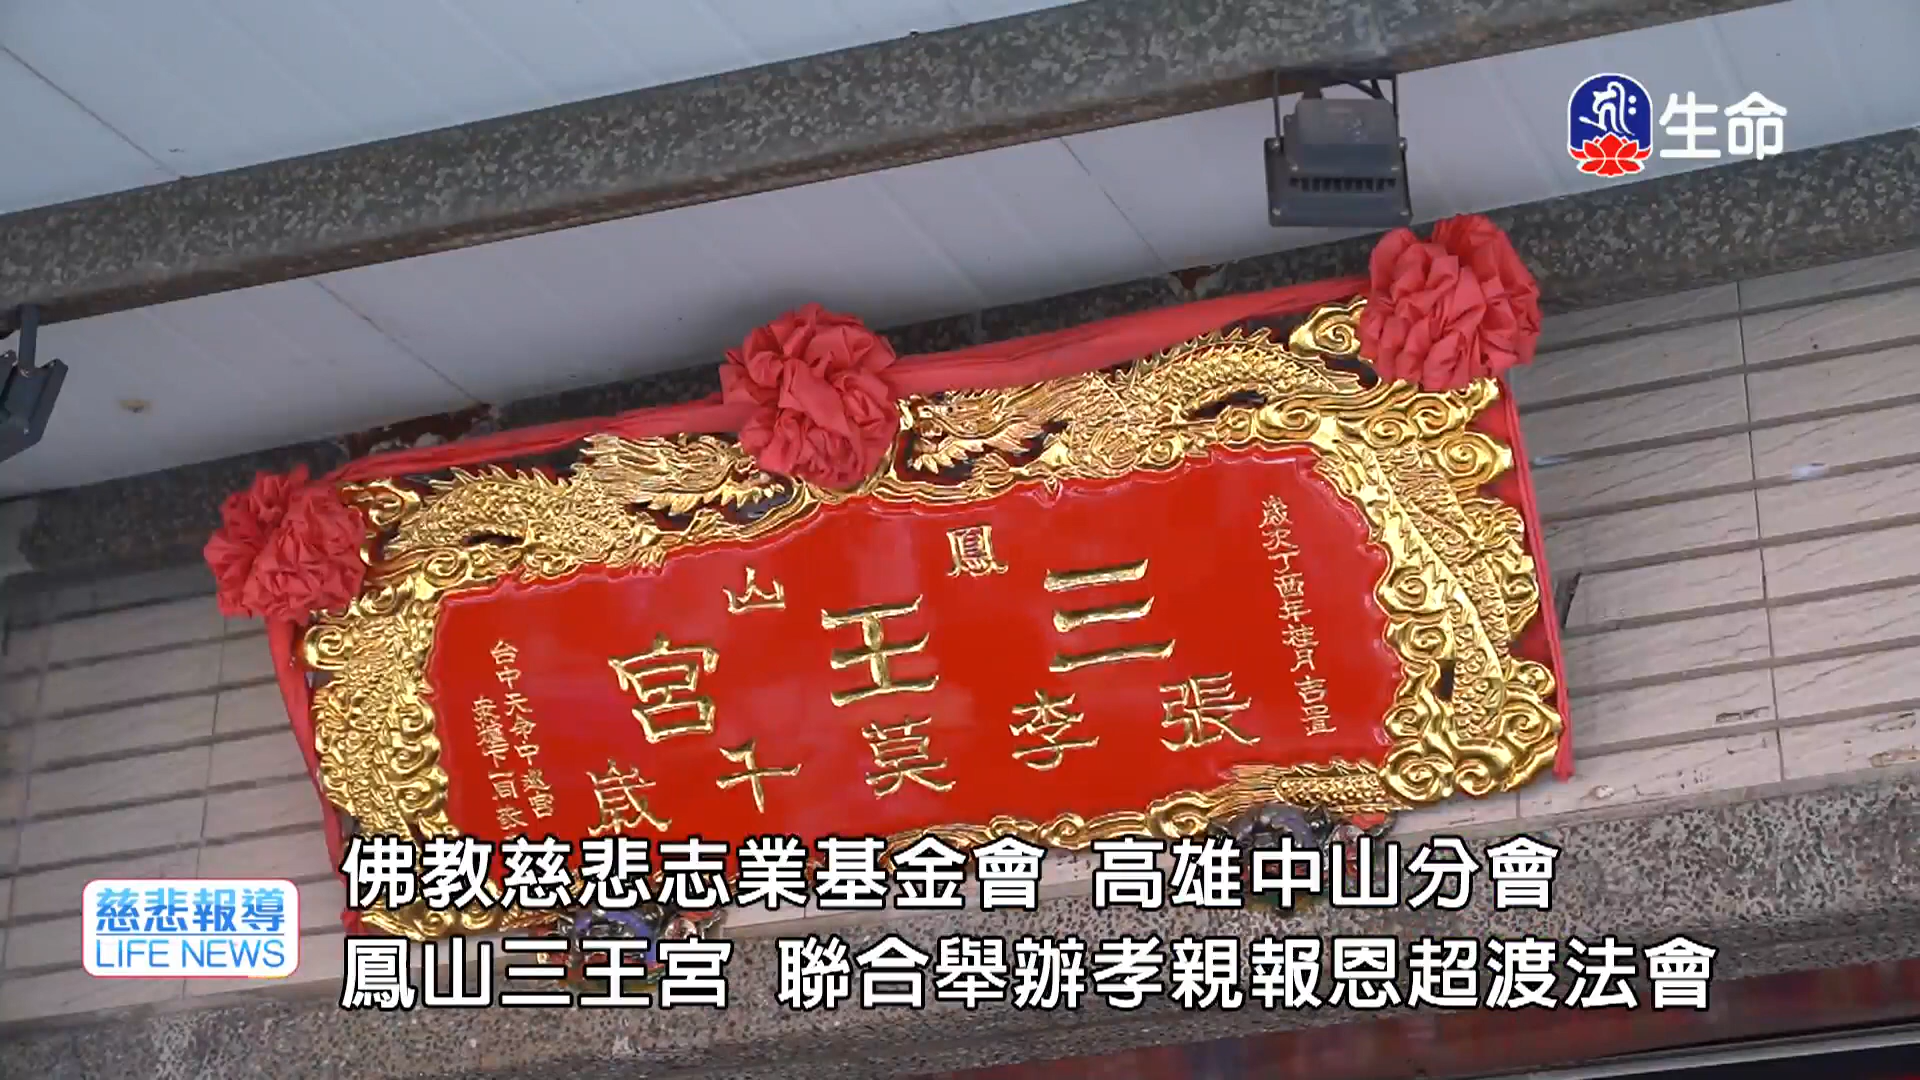 生命
歲次丁酉年桂月吉置
鳳山
三王宮
張李莫千歲
台中天命中巡宮
佛教慈悲志業基金會 高雄中山分會
鳳山三王宮 聯合舉辦孝親報恩超渡法會
慈悲報導
LIFE NEWS